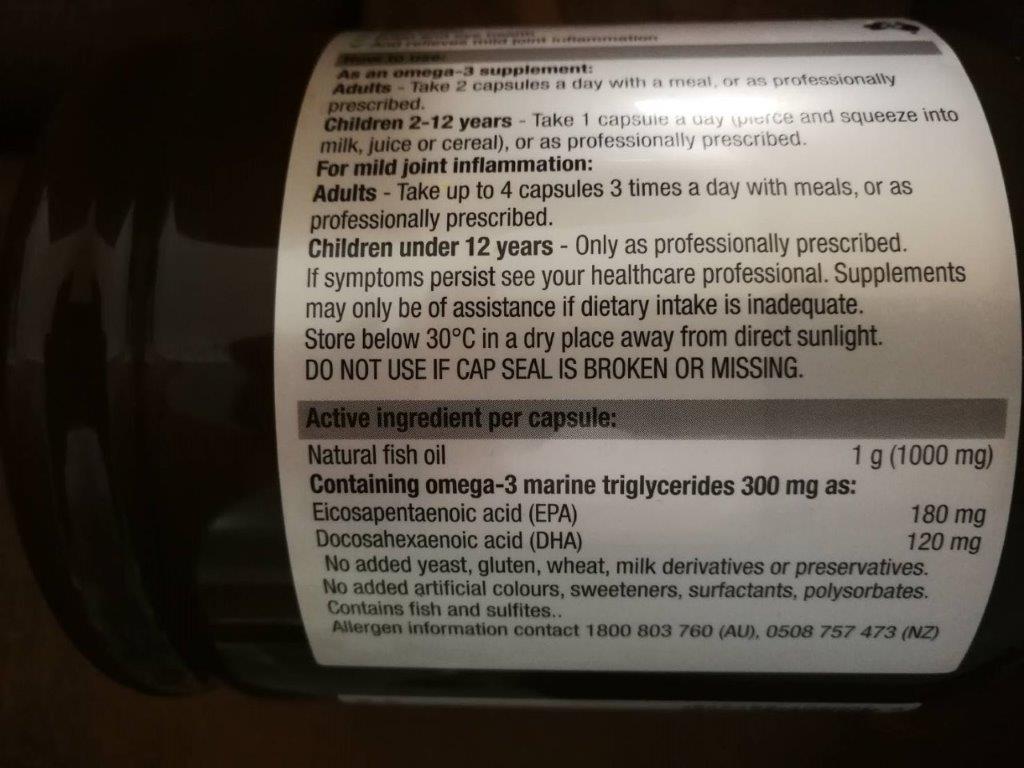 And relieves mild joint inflammation
How to use:
As an omega-3 supplement:
Adults - Take 2 capsules a day with a meal, or as professionally
prescribed.
Children 2-12 years - Take 1 capsule a day (pierce and squeeze into
milk, juice or cereal), or as professionally prescribed.
For mild joint inflammation:
Adults - Take up to 4 capsules 3 times a day with meals, or as
professionally prescribed.
Children under 12 years - Only as professionally prescribed.
If symptoms persist see your healthcare professional. Supplements
may only be of assistance if dietary intake is inadequate.
Store below 30°C in a dry place away from direct sunlight.
DO NOT USE IF CAP SEAL IS BROKEN OR MISSING.
Active ingredient per capsule:
Natural fish oil 1 g (1000 mg)
Containing omega-3 marine triglycerides 300 mg as:
Eicosapentaenoic acid (EPA) 180 mg
Docosahexaenoic acid (DHA) 120 mg
No added yeast, gluten, wheat, milk derivatives or preservatives.
No added artificial colours, sweeteners, surfactants, polysorbates.
Contains fish and sulfites..
Allergen information contact 1800 803 760 (AU), 0508 757 473 (NZ)